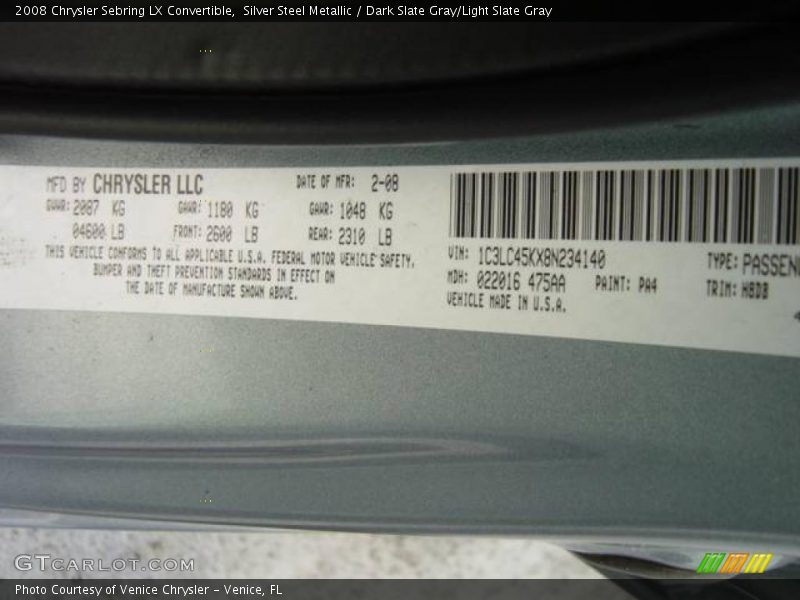 2008 Chrysler Sebring LX Convertible,  Silver Steel Metallic / Dark Slate Gray/Light Slate Gray
MFD BY CHRYSLER LLC DATE OF MFR: 2-08
GVWR: 2087 KG GAWR: 1180 KG GAWR: 1048 KG
04600 LB FRONT: 2600 LB REAR: 2310 LB
THIS VEHICLE CONFORMS TO ALL APPLICABLE U.S.A. FEDERAL MOTOR VEHICLE SAFETY,
BUMPER AND THEFT PREVENTION STANDARDS IN EFFECT ON
THE DATE OF MANUFACTURE SHOWN ABOVE.
VIN: 1C3LC45KX8N234140 TYPE: PASSEN
MDH: 022016 475AA PAINT: PA4 TRIM: H8DB
VEHICLE MADE IN U.S.A.
GTCARLOT.COM
Photo Courtesy of Venice Chrysler - Venice, FL